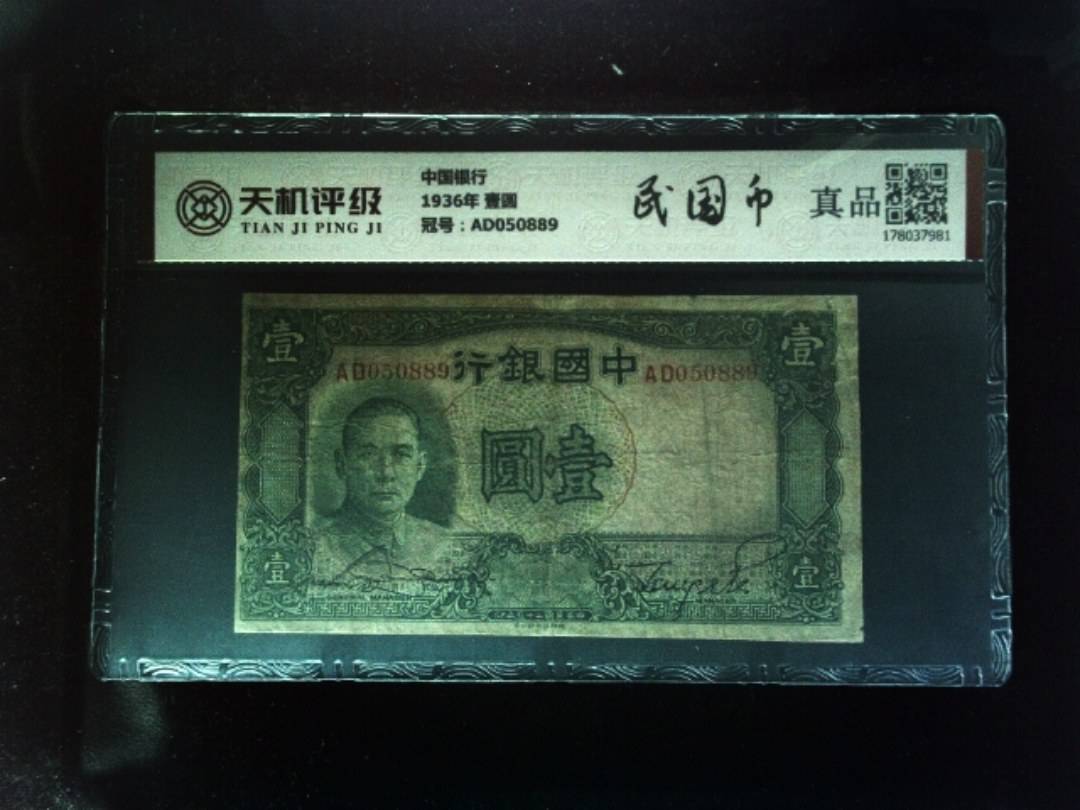 天机评级
TIAN JI PING JI
中国银行
1936年 壹圆
冠号：AD050889
民国币
真品
178037981
壹
壹
AD050889
行銀國中
AD050889
圓壹
壹
壹